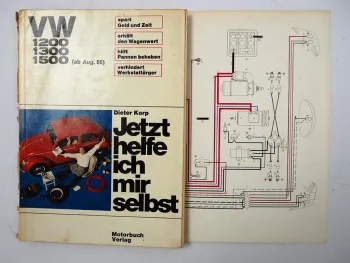 VW
1200
1300
1500 (ab Aug. 66)
spart
Geld und Zeit
erhält
den Wagenwert
hilft
Pannen beheben
verhindert
Werkstattärger
Dieter Korp
Jetzt
helfe
ich
mir
selbst
Motorbuch
Verlag